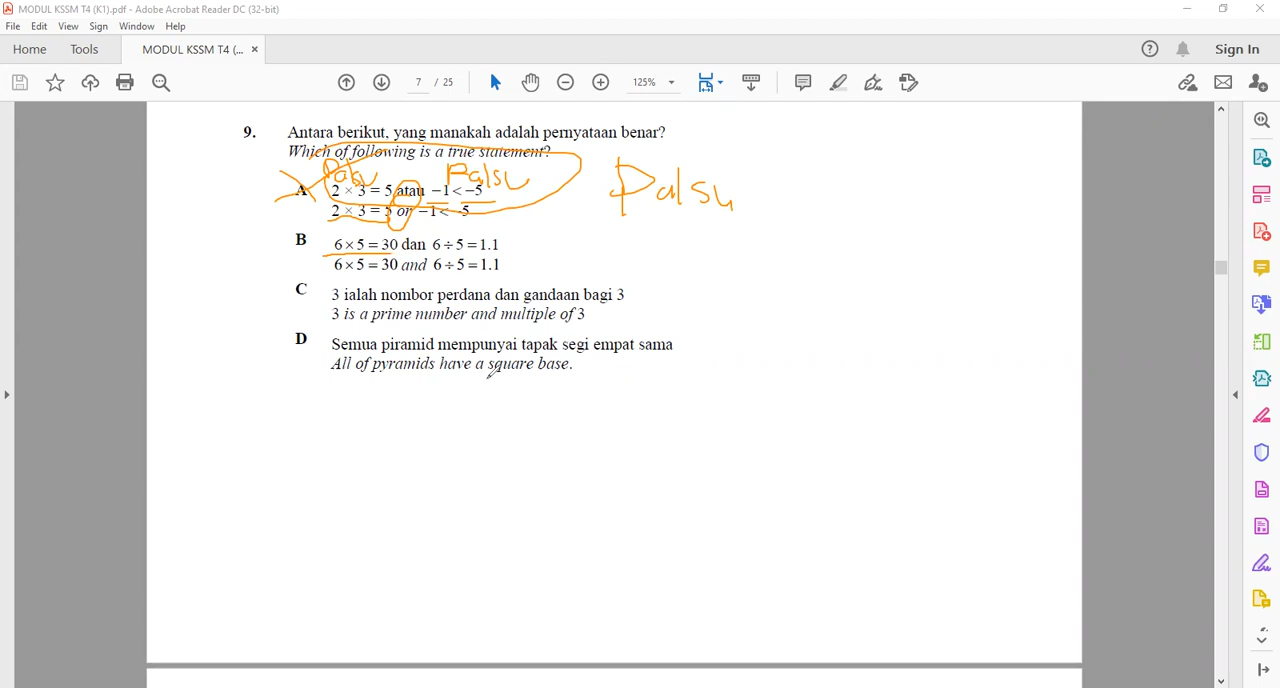 MODUL KSSM T4 (K1).pdf - Adobe Acrobat Reader DC (32-bit)
File Edit View Sign Window Help
Home Tools MODUL KSSM T4 (... × Sign In
7 / 25 125%
9. Antara berikut, yang manakah adalah pernyataan benar?
Which of following is a true statement?
Palsu Palsu Palsu
A 2 × 3 = 5 atau −1 < −5
2 × 3 = 5 or −1 < -5
B 6 × 5 = 30 dan 6 ÷ 5 = 1.1
6 × 5 = 30 and 6 ÷ 5 = 1.1
C 3 ialah nombor perdana dan gandaan bagi 3
3 is a prime number and multiple of 3
D Semua piramid mempunyai tapak segi empat sama
All of pyramids have a square base.